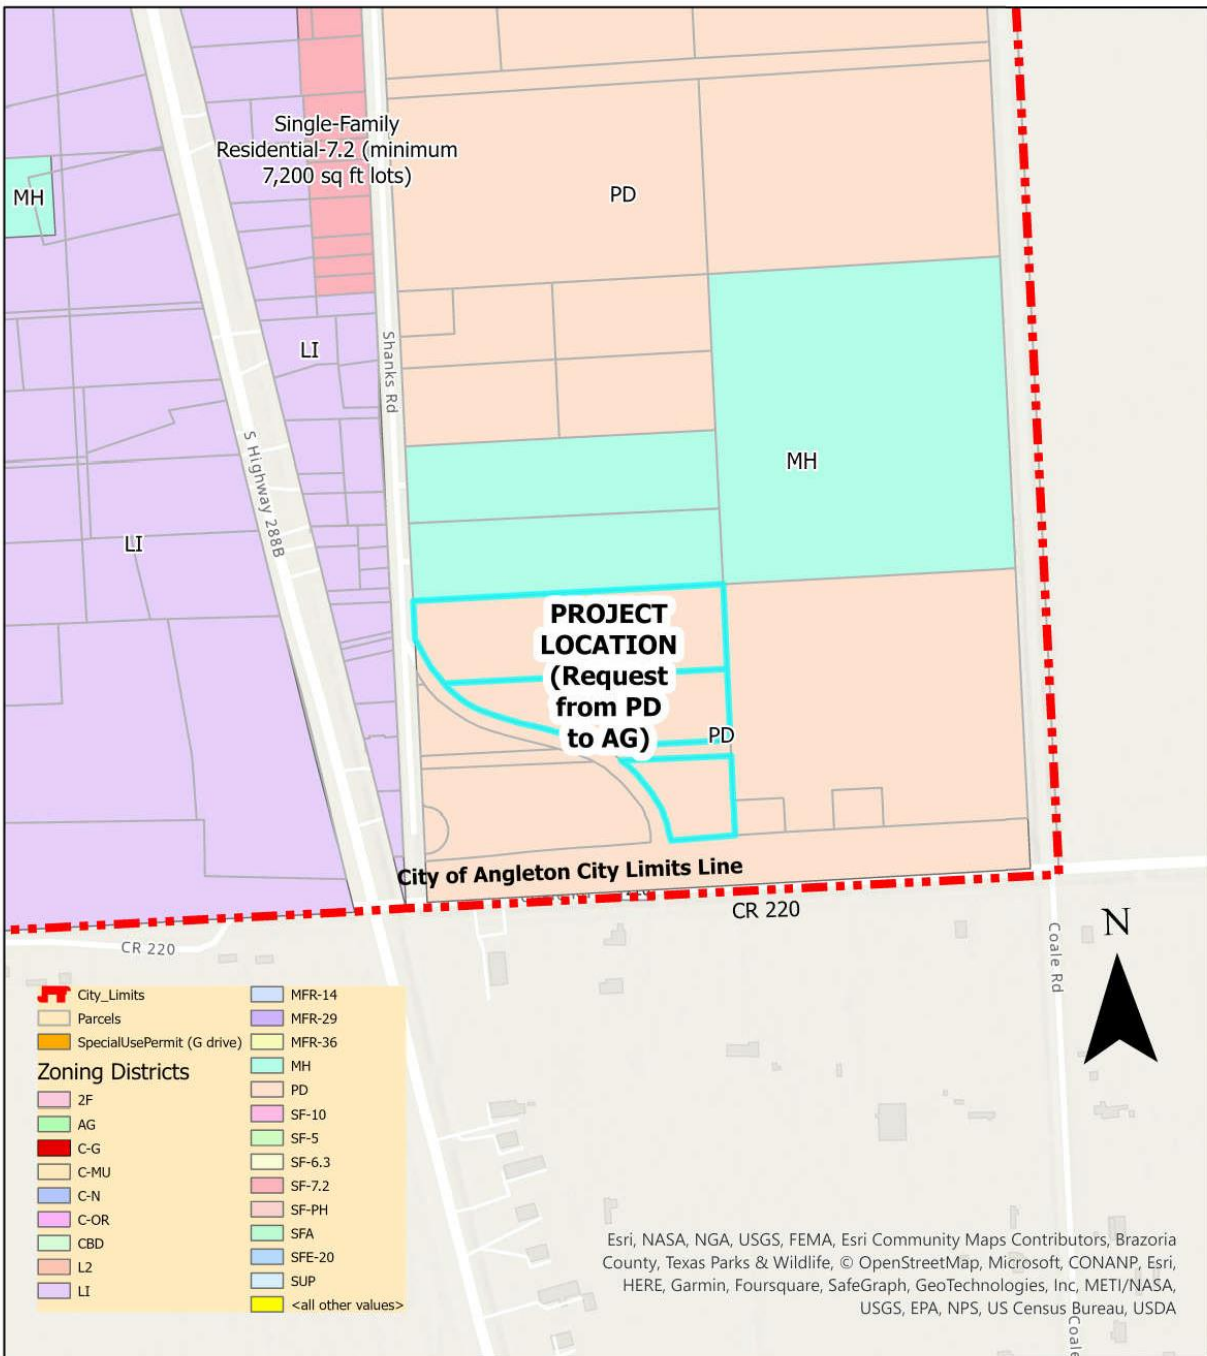 Single-Family
Residential-7.2 (minimum
7,200 sq ft lots)
MH
PD
LI
Shanks Rd
S Highway 288B
MH
LI
PROJECT
LOCATION
(Request
from PD
to AG)
PD
City of Angleton City Limits Line
CR 220
CR 220
N
Coale Rd
City_Limits
Parcels
SpecialUsePermit (G drive)
Zoning Districts
2F
AG
C-G
C-MU
C-N
C-OR
CBD
L2
LI
MFR-14
MFR-29
MFR-36
MH
PD
SF-10
SF-5
SF-6.3
SF-7.2
SF-PH
SFA
SFE-20
SUP
<all other values>
Esri, NASA, NGA, USGS, FEMA, Esri Community Maps Contributors, Brazoria
County, Texas Parks & Wildlife, © OpenStreetMap, Microsoft, CONANP, Esri,
HERE, Garmin, Foursquare, SafeGraph, GeoTechnologies, Inc, METI/NASA,
USGS, EPA, NPS, US Census Bureau, USDA
Coale